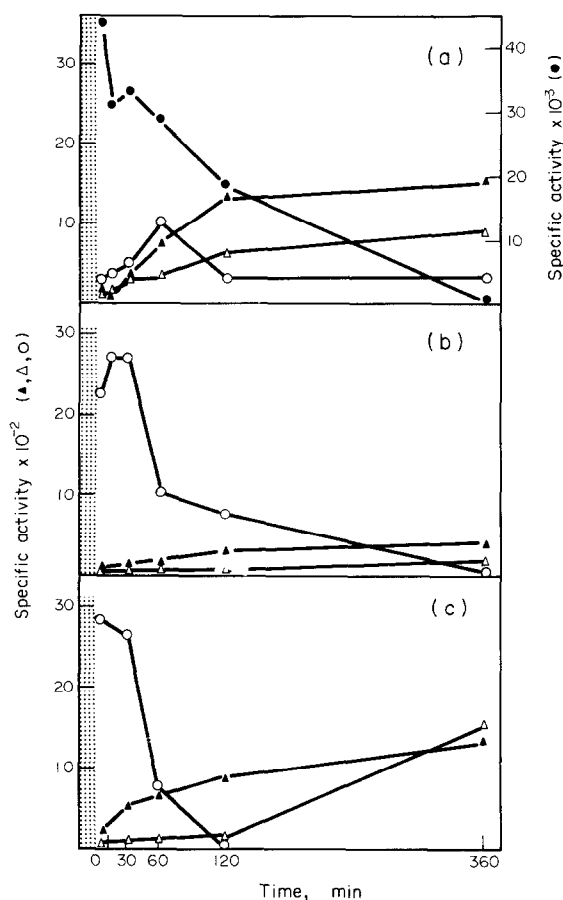 (a)
30
20
10
40
30
20
10
Specific activity x 10⁻³ (●)
(b)
30
20
10
Specific activity x 10⁻² (▲,△,○)
(c)
30
20
10
0 30 60 120 360
Time, min